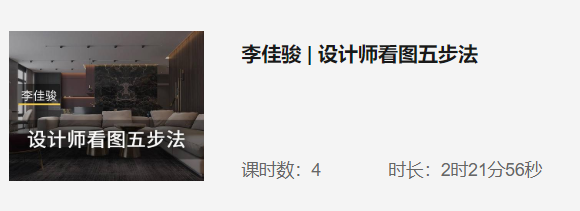 李佳骏
设计师看图五步法
李佳骏 | 设计师看图五步法
课时数：4
时长：2时21分56秒